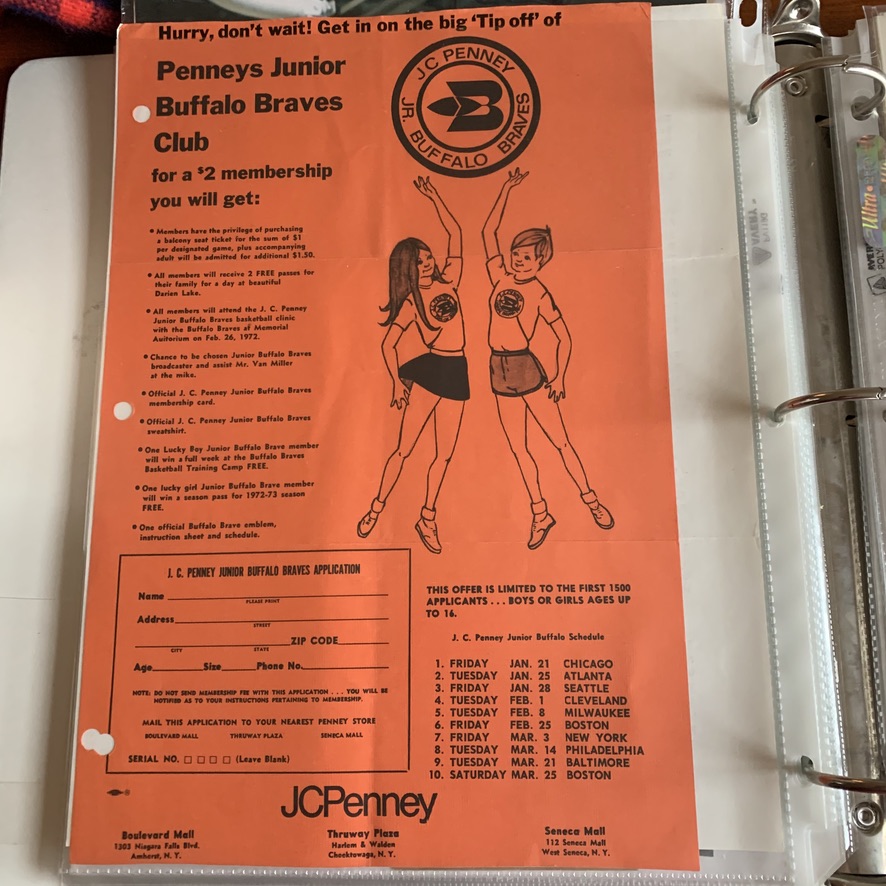 Hurry, don't wait! Get in on the big 'Tip off' of
Penneys Junior
Buffalo Braves
Club
for a $2 membership
you will get:
JC PENNEY
JR. BUFFALO BRAVES
B
• Members have the privilege of purchasing
a balcony seat ticket for the sum of $1
per designated game, plus accompanying
adult will be admitted for additional $1.50.
• All members will receive 2 FREE passes for
their family for a day at beautiful
Darien Lake.
• All members will attend the J. C. Penney
Junior Buffalo Braves basketball clinic
with the Buffalo Braves af Memorial
Auitorium on Feb. 26, 1972.
• Chance to be chosen Junior Buffalo Braves
broadcaster and assist Mr. Van Miller
at the mike.
• Official J. C. Penney Junior Buffalo Braves
membership card.
• Official J. C. Penney Junior Buffalo Braves
sweatshirt.
• One Lucky Boy Junior Buffalo Brave member
will win a full week at the Buffalo Braves
Basketball Training Camp FREE.
• One lucky girl Junior Buffalo Brave member
will win a season pass for 1972-73 season
FREE.
• One official Buffalo Brave emblem,
instruction sheet and schedule.
J. C. PENNEY JUNIOR BUFFALO BRAVES APPLICATION
Name
PLEASE PRINT
Address
STREET
ZIP CODE
CITY STATE
Age Size Phone No.
NOTE: DO NOT SEND MEMBERSHIP FEE WITH THIS APPLICATION . . . YOU WILL BE
NOTIFIED AS TO YOUR INSTRUCTIONS PERTAINING TO MEMBERSHIP.
MAIL THIS APPLICATION TO YOUR NEAREST PENNEY STORE
BOULEVARD MALL THRUWAY PLAZA SENECA MALL
SERIAL NO. □ □ □ □ (Leave Blank)
THIS OFFER IS LIMITED TO THE FIRST 1500
APPLICANTS . . . BOYS OR GIRLS AGES UP
TO 16.
J. C. Penney Junior Buffalo Schedule
1. FRIDAY JAN. 21 CHICAGO
2. TUESDAY JAN. 25 ATLANTA
3. FRIDAY JAN. 28 SEATTLE
4. TUESDAY FEB. 1 CLEVELAND
5. TUESDAY FEB. 8 MILWAUKEE
6. FRIDAY FEB. 25 BOSTON
7. FRIDAY MAR. 3 NEW YORK
8. TUESDAY MAR. 14 PHILADELPHIA
9. TUESDAY MAR. 21 BALTIMORE
10. SATURDAY MAR. 25 BOSTON
JCPenney
Boulevard Mall
1303 Niagara Falls Blvd.
Amherst, N. Y.
Thruway Plaza
Harlem & Walden
Cheektowaga, N. Y.
Seneca Mall
112 Seneca Mall
West Seneca, N. Y.
Ultra